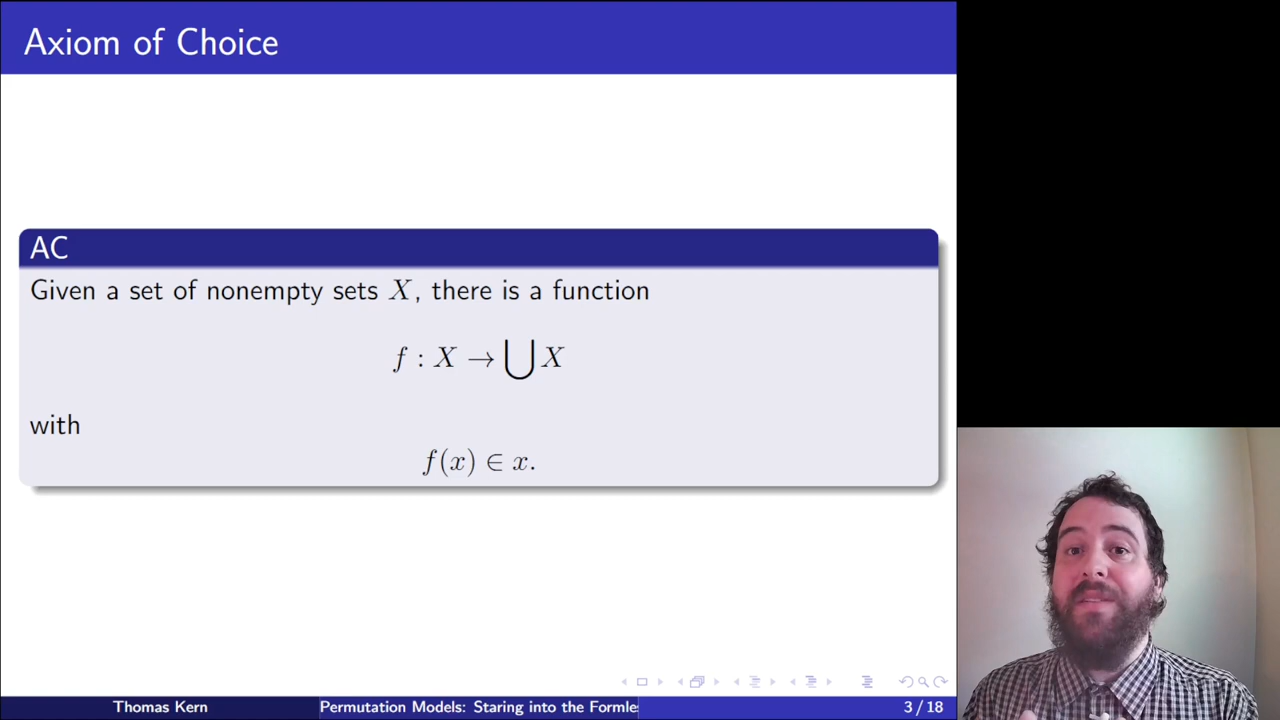 Axiom of Choice
AC
Given a set of nonempty sets X, there is a function
f : X → ⋃ X
with
f(x) ∈ x.
Thomas Kern
Permutation Models: Staring into the Formle
3 / 18